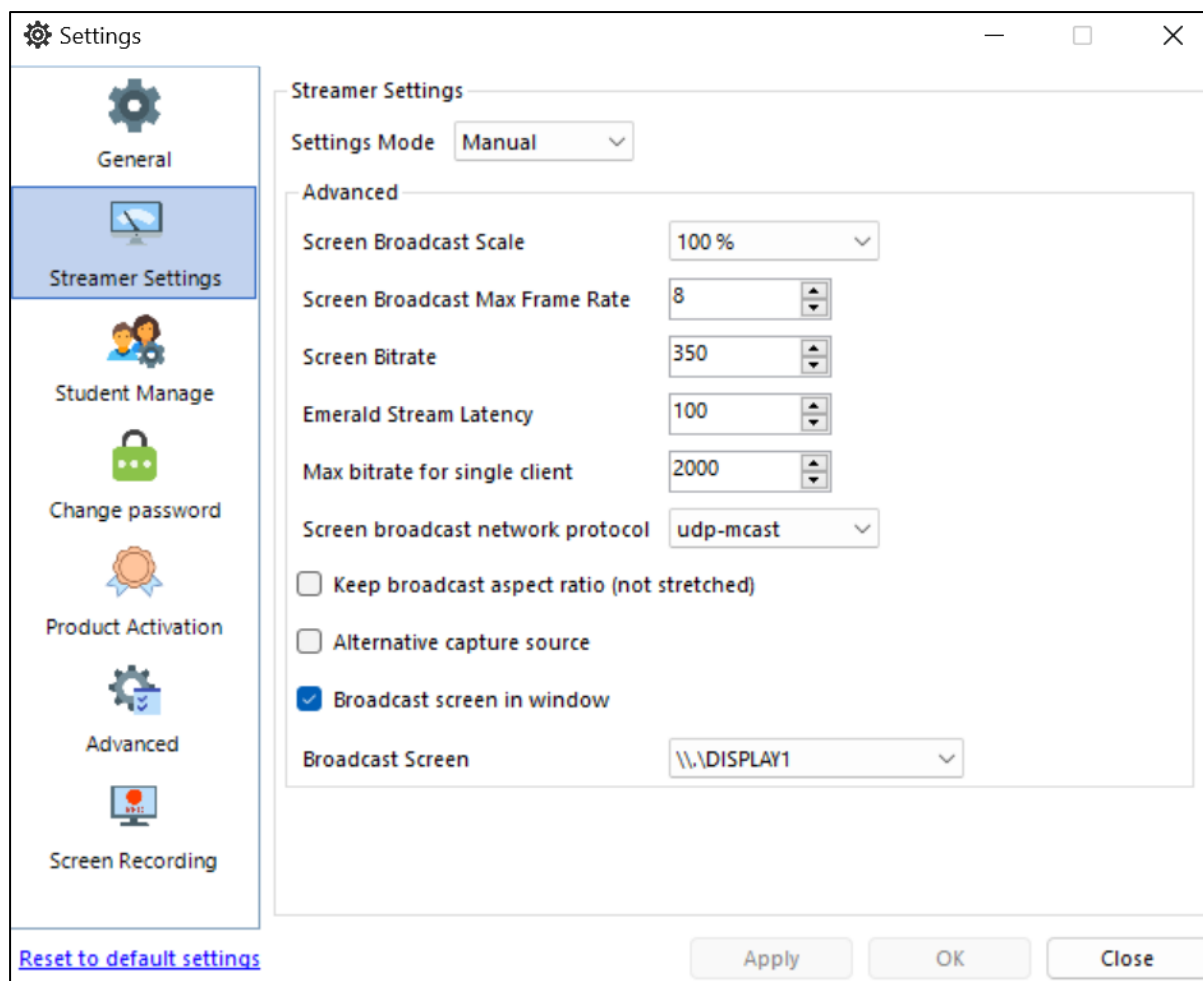 Settings
General
Streamer Settings
Student Manage
Change password
Product Activation
Advanced
Screen Recording
Reset to default settings
Streamer Settings
Settings Mode Manual
Advanced
Screen Broadcast Scale 100 %
Screen Broadcast Max Frame Rate 8
Screen Bitrate 350
Emerald Stream Latency 100
Max bitrate for single client 2000
Screen broadcast network protocol udp-mcast
Keep broadcast aspect ratio (not stretched)
Alternative capture source
Broadcast screen in window
Broadcast Screen \\.\DISPLAY1
Apply OK Close